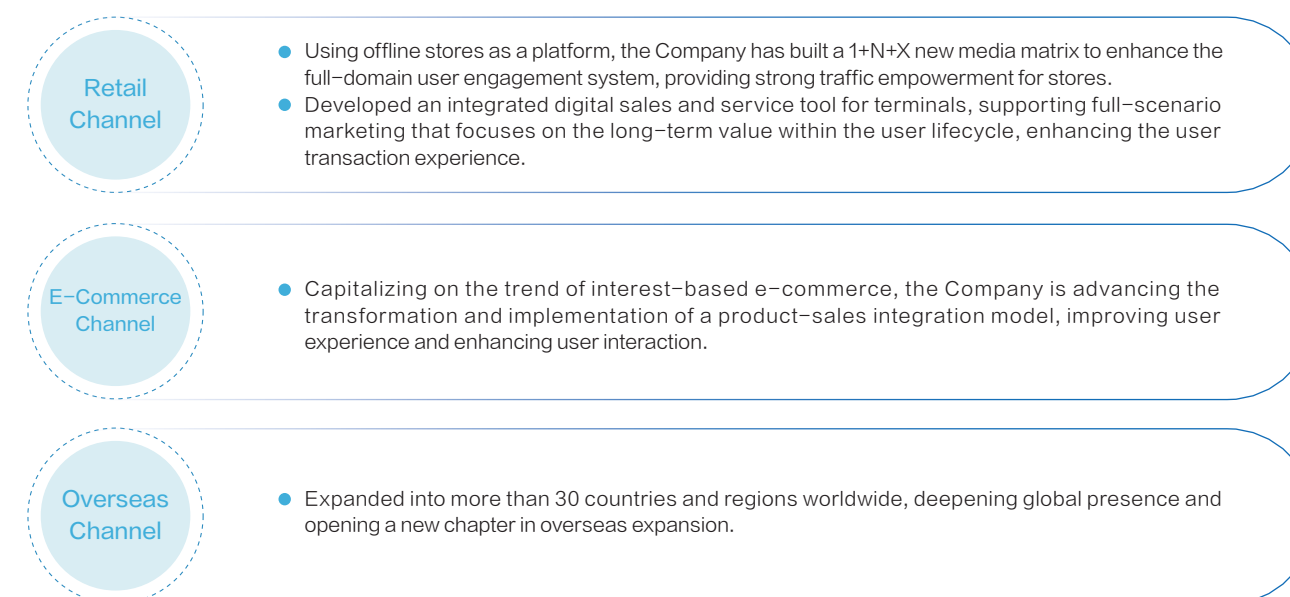 Retail
Channel
● Using offline stores as a platform, the Company has built a 1+N+X new media matrix to enhance the
full-domain user engagement system, providing strong traffic empowerment for stores.
● Developed an integrated digital sales and service tool for terminals, supporting full-scenario
marketing that focuses on the long-term value within the user lifecycle, enhancing the user
transaction experience.
E-Commerce
Channel
● Capitalizing on the trend of interest-based e-commerce, the Company is advancing the
transformation and implementation of a product-sales integration model, improving user
experience and enhancing user interaction.
Overseas
Channel
● Expanded into more than 30 countries and regions worldwide, deepening global presence and
opening a new chapter in overseas expansion.